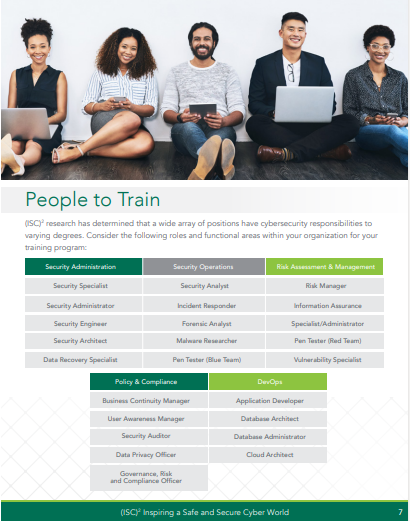 People to Train
(ISC)² research has determined that a wide array of positions have cybersecurity responsibilities to
varying degrees. Consider the following roles and functional areas within your organization for your
training program:
Security Administration Security Operations Risk Assessment & Management
Security Specialist Security Analyst Risk Manager
Security Administrator Incident Responder Information Assurance
Security Engineer Forensic Analyst Specialist/Administrator
Security Architect Malware Researcher Pen Tester (Red Team)
Data Recovery Specialist Pen Tester (Blue Team) Vulnerability Specialist
Policy & Compliance DevOps
Business Continuity Manager Application Developer
User Awareness Manager Database Architect
Security Auditor Database Administrator
Data Privacy Officer Cloud Architect
Governance, Risk
and Compliance Officer
(ISC)² Inspiring a Safe and Secure Cyber World 7